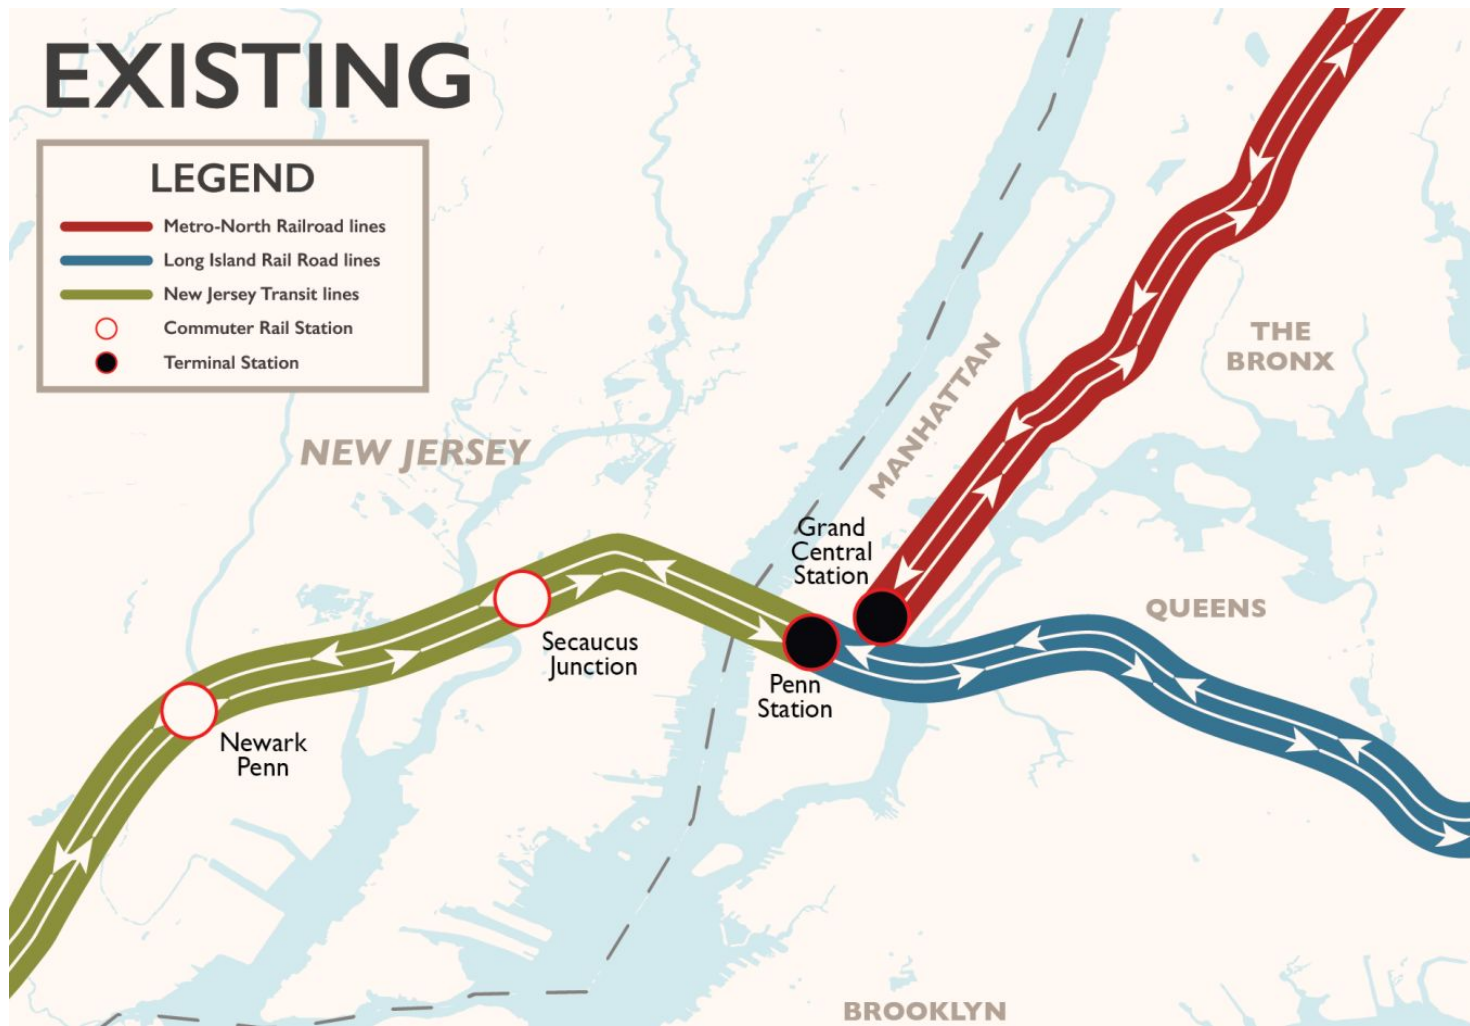 EXISTING
LEGEND
Metro-North Railroad lines
Long Island Rail Road lines
New Jersey Transit lines
Commuter Rail Station
Terminal Station
THE
BRONX
MANHATTAN
NEW JERSEY
Grand
Central
Station
QUEENS
Secaucus
Junction
Penn
Station
Newark
Penn
BROOKLYN